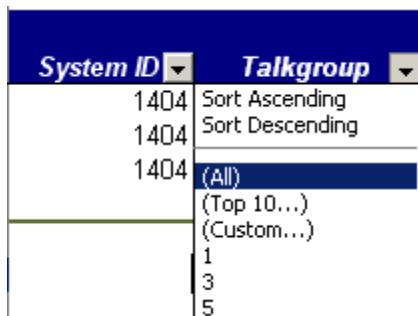 System ID Talkgroup
1404 Sort Ascending
1404 Sort Descending
1404 (All)
(Top 10...)
(Custom...)
1
3
5